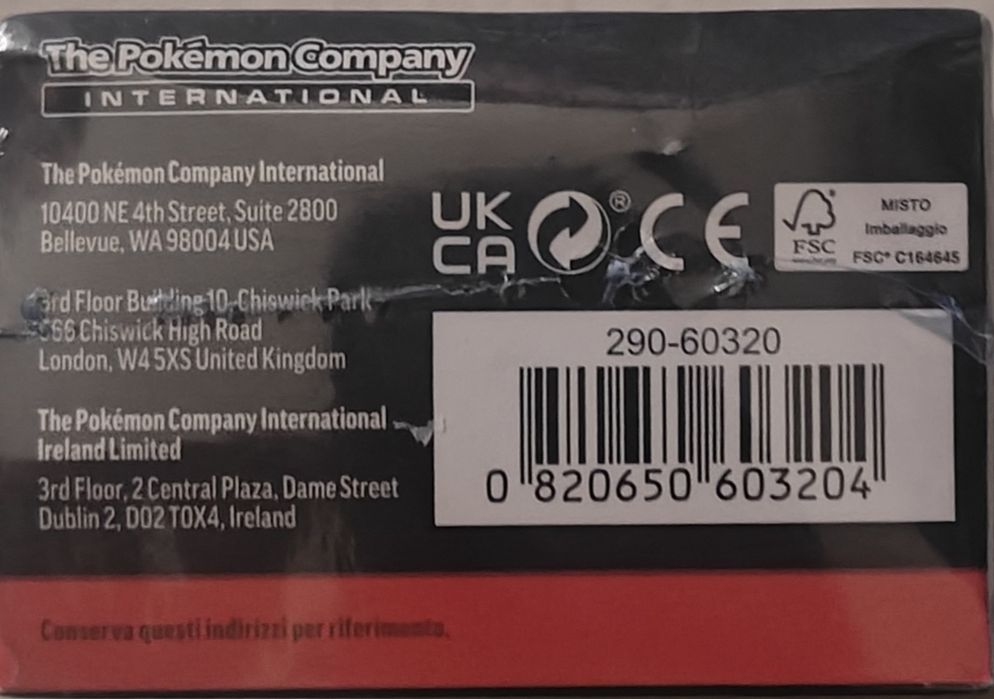 The Pokémon Company
INTERNATIONAL
The Pokémon Company International
10400 NE 4th Street, Suite 2800
Bellevue, WA 98004 USA
3rd Floor Building 10, Chiswick Park
566 Chiswick High Road
London, W4 5XS United Kingdom
The Pokémon Company International
Ireland Limited
3rd Floor, 2 Central Plaza, Dame Street
Dublin 2, D02 T0X4, Ireland
UK
CA
®
CE
FSC
MISTO
Imballaggio
FSC® C164645
290-60320
0 820650 603204
Conserva questi indirizzi per riferimento.